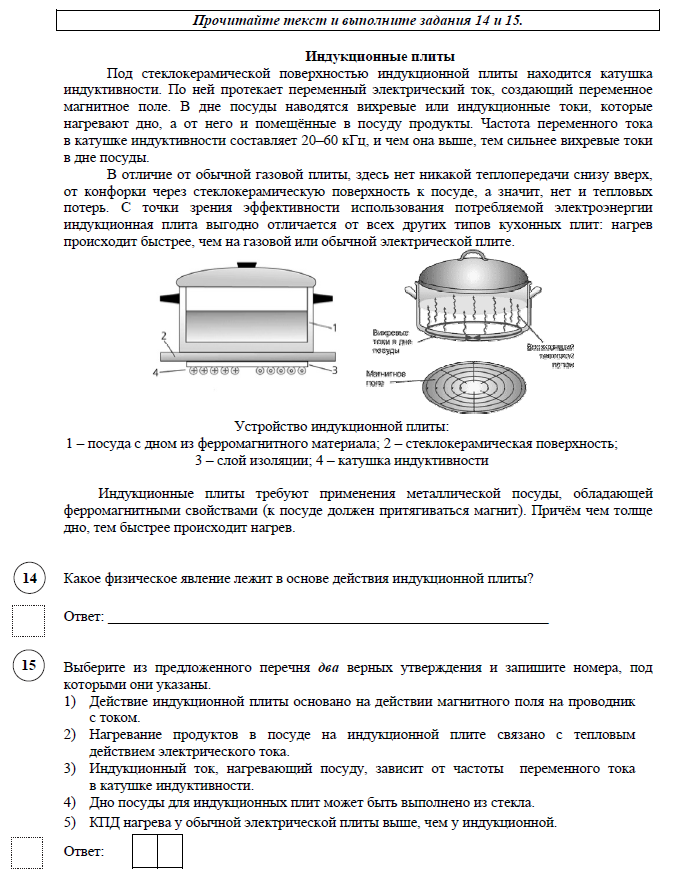 Прочитайте текст и выполните задания 14 и 15.
Индукционные плиты
Под стеклокерамической поверхностью индукционной плиты находится катушка
индуктивности. По ней протекает переменный электрический ток, создающий переменное
магнитное поле. В дне посуды наводятся вихревые или индукционные токи, которые
нагревают дно, а от него и помещённые в посуду продукты. Частота переменного тока
в катушке индуктивности составляет 20–60 кГц, и чем она выше, тем сильнее вихревые токи
в дне посуды.
В отличие от обычной газовой плиты, здесь нет никакой теплопередачи снизу вверх,
от конфорки через стеклокерамическую поверхность к посуде, а значит, нет и тепловых
потерь. С точки зрения эффективности использования потребляемой электроэнергии
индукционная плита выгодно отличается от всех других типов кухонных плит: нагрев
происходит быстрее, чем на газовой или обычной электрической плите.
1
2
3
4
Вихревые
токи в дне
посуды
Восходящий
тепловой
поток
Магнитное
поле
Устройство индукционной плиты:
1 – посуда с дном из ферромагнитного материала; 2 – стеклокерамическая поверхность;
3 – слой изоляции; 4 – катушка индуктивности
Индукционные плиты требуют применения металлической посуды, обладающей
ферромагнитными свойствами (к посуде должен притягиваться магнит). Причём чем толще
дно, тем быстрее происходит нагрев.
14 Какое физическое явление лежит в основе действия индукционной плиты?
Ответ:
15 Выберите из предложенного перечня два верных утверждения и запишите номера, под
которыми они указаны.
1) Действие индукционной плиты основано на действии магнитного поля на проводник
с током.
2) Нагревание продуктов в посуде на индукционной плите связано с тепловым
действием электрического тока.
3) Индукционный ток, нагревающий посуду, зависит от частоты переменного тока
в катушке индуктивности.
4) Дно посуды для индукционных плит может быть выполнено из стекла.
5) КПД нагрева у обычной электрической плиты выше, чем у индукционной.
Ответ: